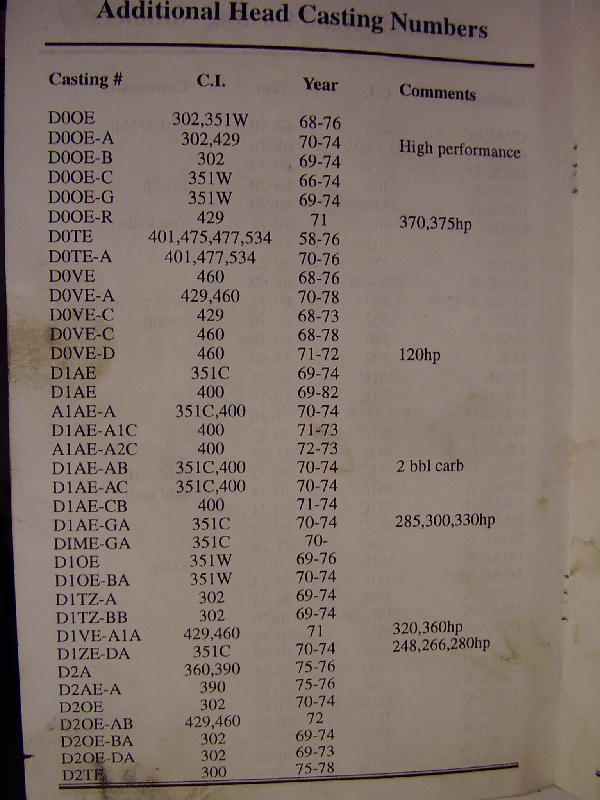 Additional Head Casting Numbers
Casting # C.I. Year Comments
D0OE 302,351W 68-76
D0OE-A 302,429 70-74 High performance
D0OE-B 302 69-74
D0OE-C 351W 66-74
D0OE-G 351W 69-74
D0OE-R 429 71 370,375hp
D0TE 401,475,477,534 58-76
D0TE-A 401,477,534 70-76
D0VE 460 68-76
D0VE-A 429,460 70-78
D0VE-C 429 68-73
D0VE-C 460 68-78
D0VE-D 460 71-72 120hp
D1AE 351C 69-74
D1AE 400 69-82
A1AE-A 351C,400 70-74
D1AE-A1C 400 71-73
A1AE-A2C 400 72-73
D1AE-AB 351C,400 70-74 2 bbl carb
D1AE-AC 351C,400 70-74
D1AE-CB 400 71-74
D1AE-GA 351C 70-74 285,300,330hp
DIME-GA 351C 70-
D1OE 351W 69-76
D1OE-BA 351W 70-74
D1TZ-A 302 69-74
D1TZ-BB 302 69-74
D1VE-A1A 429,460 71 320,360hp
D1ZE-DA 351C 70-74 248,266,280hp
D2A 360,390 75-76
D2AE-A 390 75-76
D2OE 302 70-74
D2OE-AB 429,460 72
D2OE-BA 302 69-74
D2OE-DA 302 69-73
D2TE 300 75-78